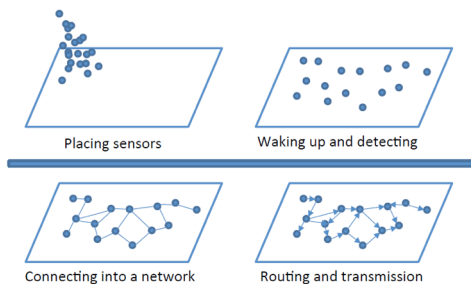 Placing sensors
Waking up and detecting
Connecting into a network
Routing and transmission